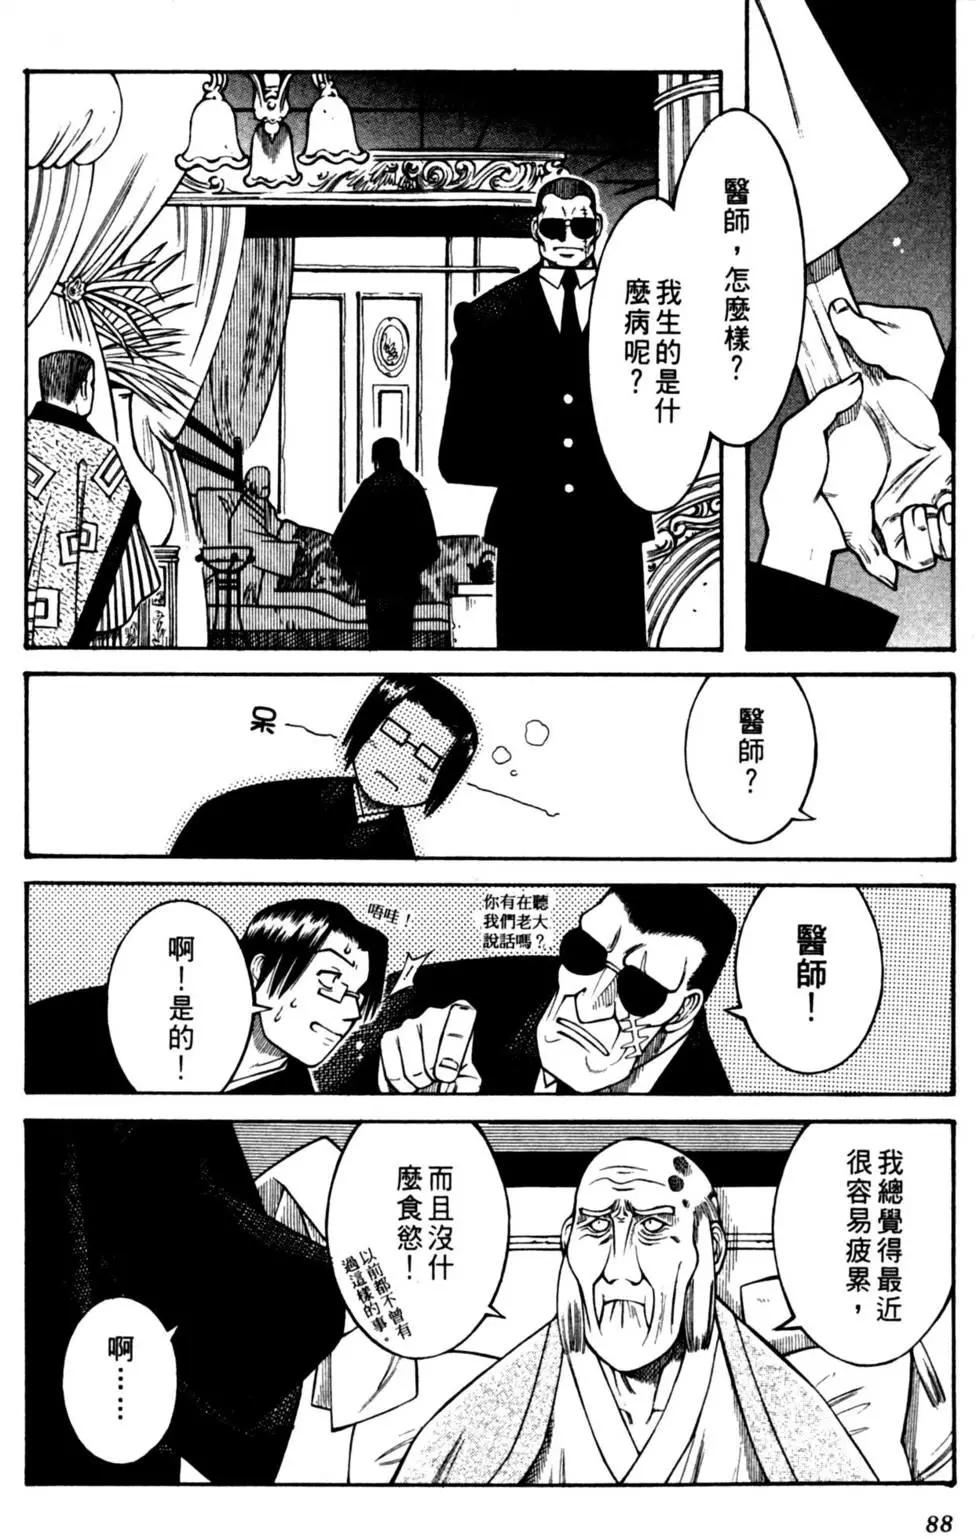 醫師，怎麼樣？
我生的是什
麼病呢？
醫師？
呆
醫師！
你有在聽
我們老大
說話嗎？
唔哇！
啊！是的！
我總覺得最近
很容易疲累，
而且沒什
麼食慾！
以前都不曾有
過這樣的事。
啊……
88